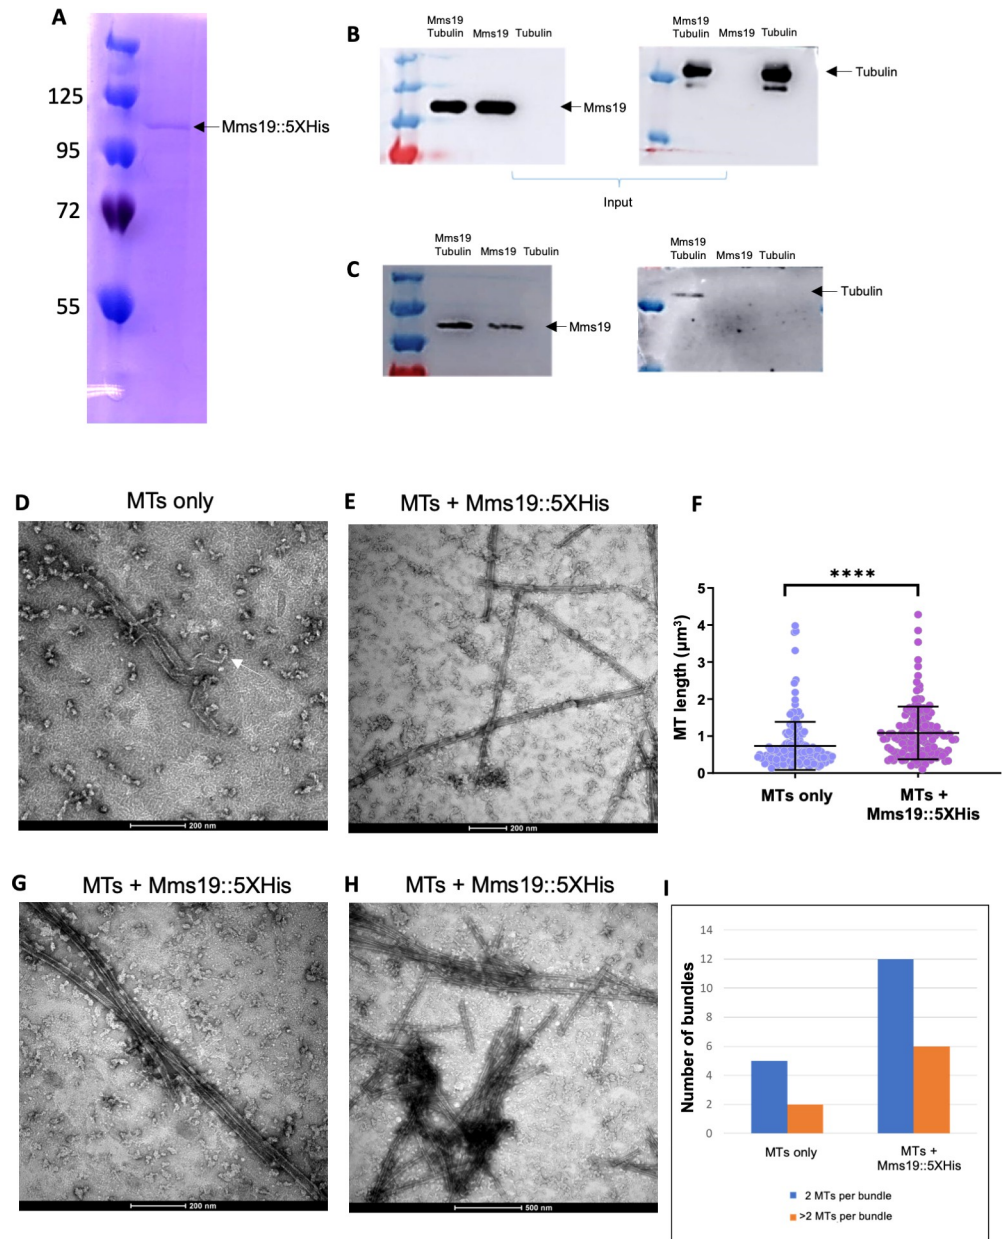 A
125
95
72
55
Mms19::5XHis
B
Mms19
Tubulin Mms19 Tubulin
Mms19
Mms19
Tubulin Mms19 Tubulin
Tubulin
Input
C
Mms19
Tubulin Mms19 Tubulin
Mms19
Mms19
Tubulin Mms19 Tubulin
Tubulin
D MTs only
200 nm
E MTs + Mms19::5XHis
200 nm
F
****
MT length (μm³)
5
4
3
2
1
0
MTs only
MTs +
Mms19::5XHis
G MTs + Mms19::5XHis
200 nm
H MTs + Mms19::5XHis
500 nm
I
Number of bundles
14
12
10
8
6
4
2
0
MTs only
MTs +
Mms19::5XHis
2 MTs per bundle
>2 MTs per bundle